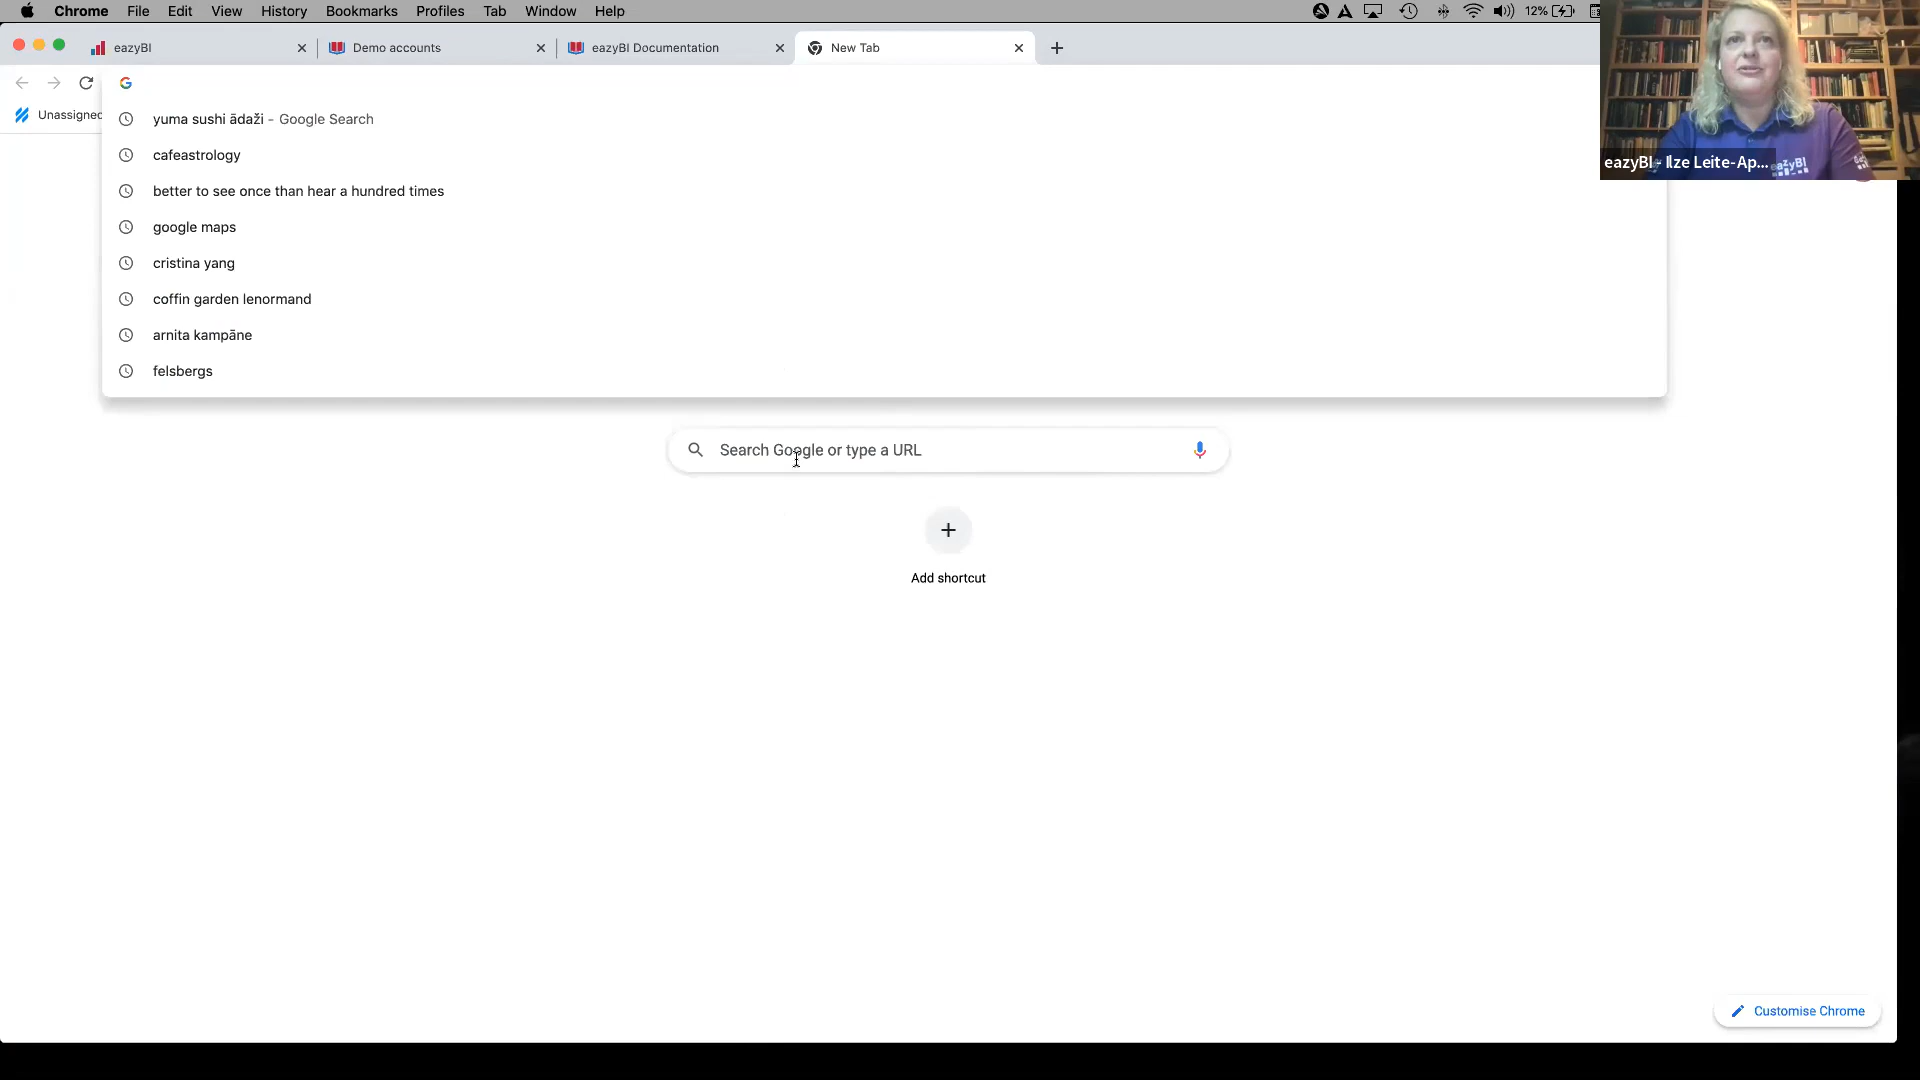 Chrome File Edit View History Bookmarks Profiles Tab Window Help 12%
eazyBI Demo accounts eazyBI Documentation New Tab
Unassigned
yuma sushi ādaži - Google Search
cafeastrology
better to see once than hear a hundred times
google maps
cristina yang
coffin garden lenormand
arnita kampāne
felsbergs
eazyBI - Ilze Leite-Ap...
eazyBI
Search Google or type a URL
Add shortcut
Customise Chrome